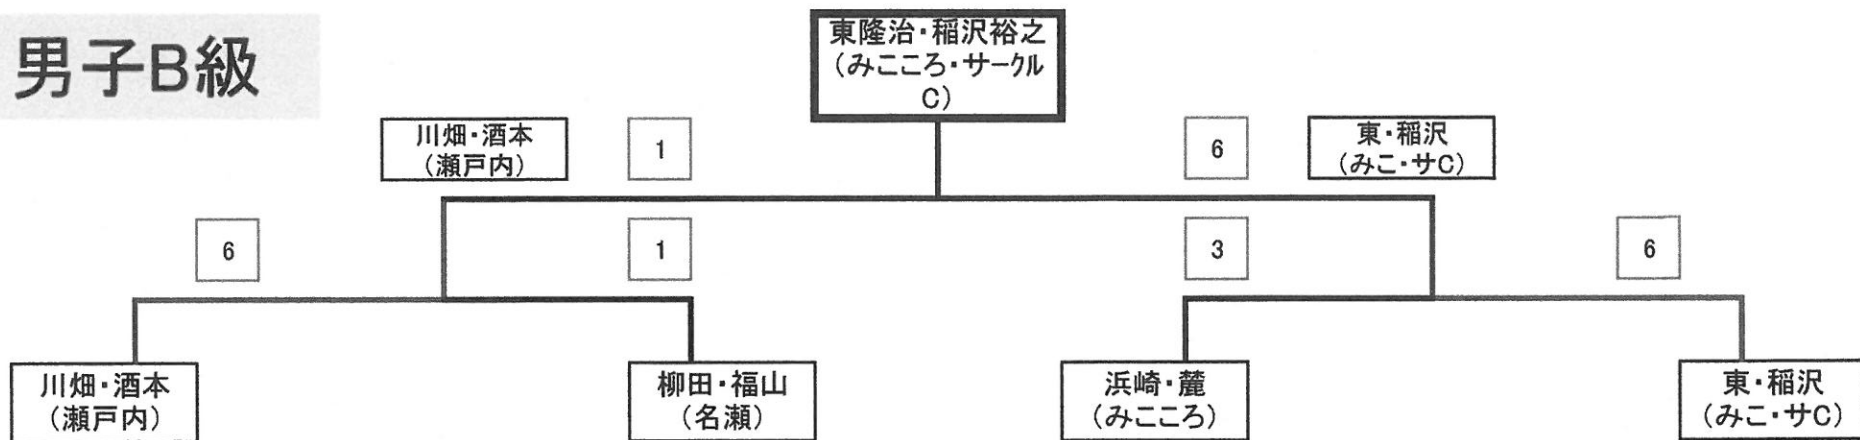 男子B級
東隆治・稲沢裕之
(みこころ・サークル
C)
川畑・酒本
(瀬戸内)
1
6
東・稲沢
(みこ・サC)
6
1
3
6
川畑・酒本
(瀬戸内)
柳田・福山
(名瀬)
浜崎・麓
(みこころ)
東・稲沢
(みこ・サC)